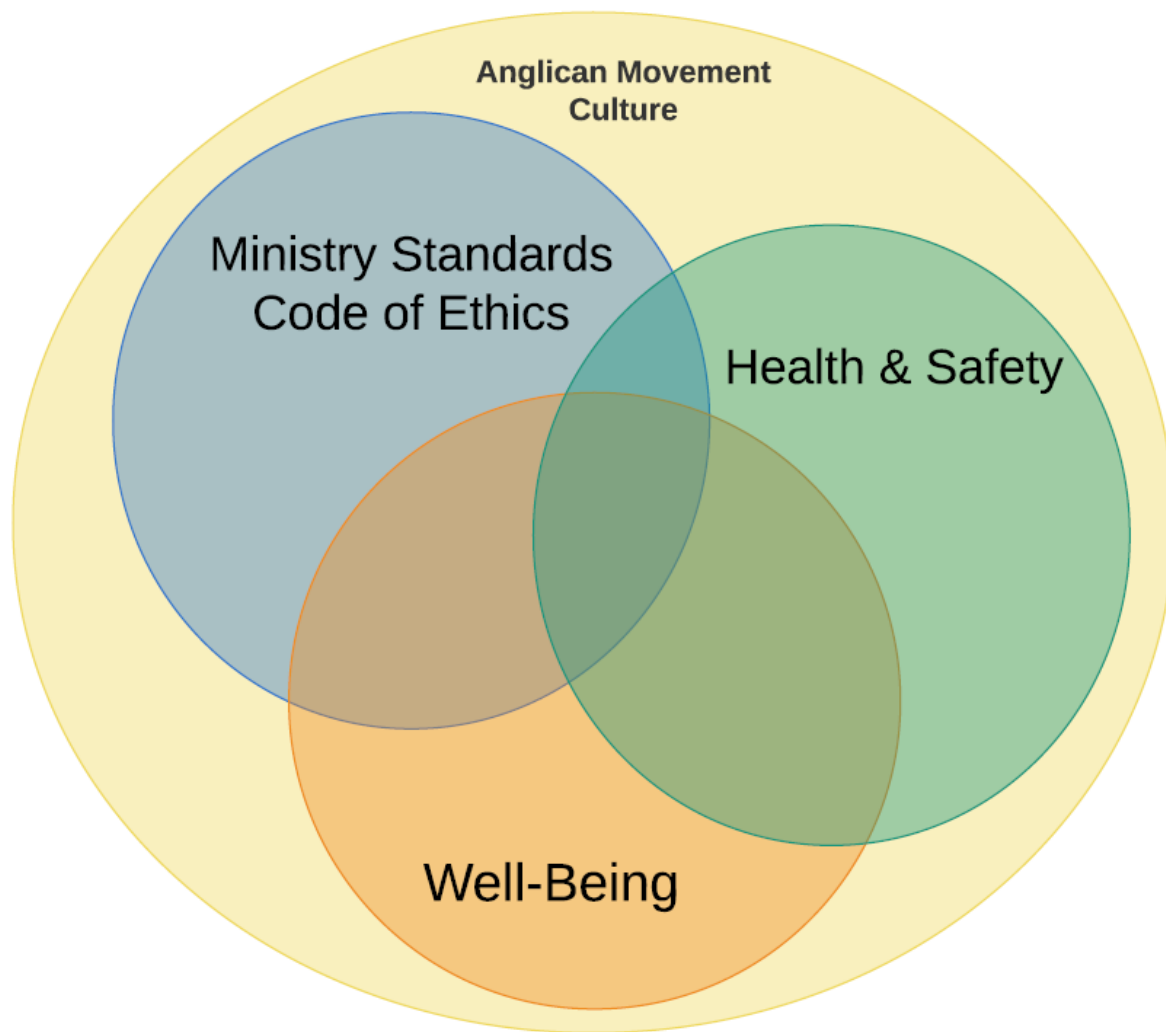 Anglican Movement
Culture
Ministry Standards
Code of Ethics
Health & Safety
Well-Being